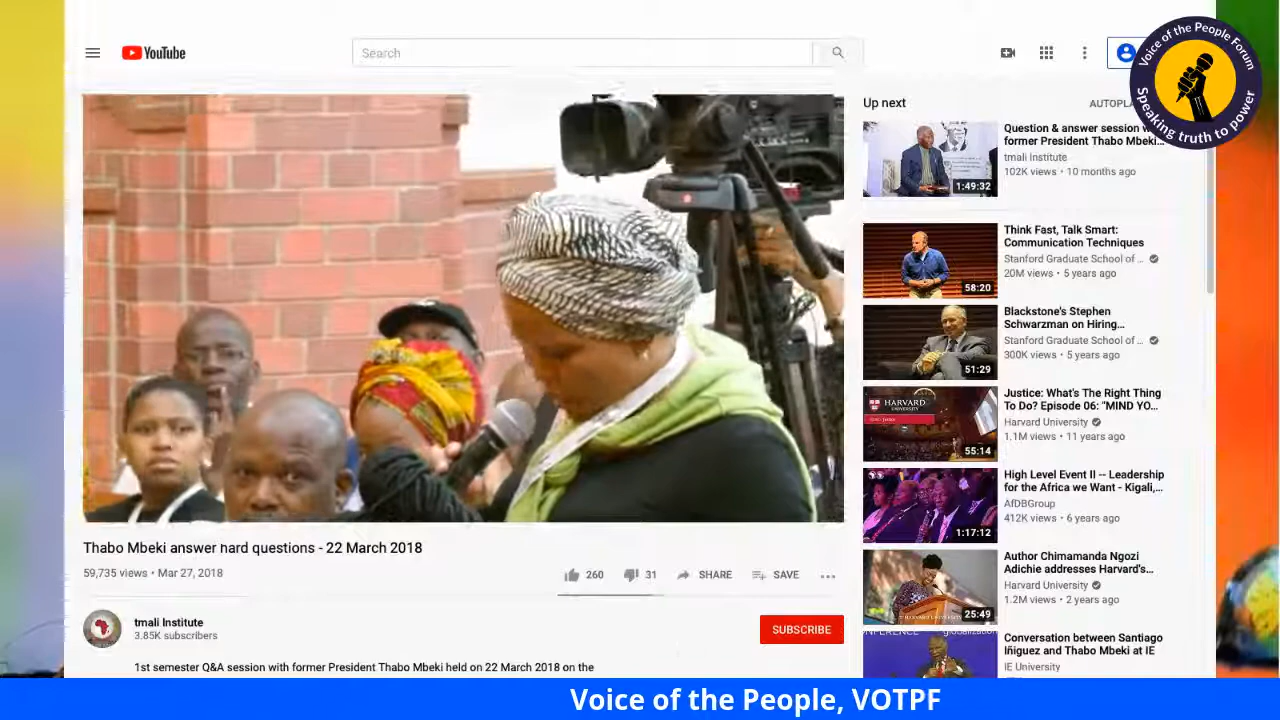 YouTube
Search
Voice of the People Forum
Speaking truth to power
Up next
AUTOPLA
Question & answer session w
former President Thabo Mbeki...
tmali Institute
102K views • 10 months ago
1:49:32
Think Fast, Talk Smart:
Communication Techniques
Stanford Graduate School of ...
20M views • 5 years ago
58:20
Blackstone's Stephen
Schwarzman on Hiring...
Stanford Graduate School of ...
300K views • 5 years ago
51:29
HARVARD
UNIVERSITY
Justice: What's The Right Thing
To Do? Episode 06: "MIND YO...
Harvard University
1.1M views • 11 years ago
55:14
High Level Event II -- Leadership
for the Africa we Want - Kigali,...
AfDBGroup
412K views • 6 years ago
1:17:12
Author Chimamanda Ngozi
Adichie addresses Harvard's...
Harvard University
1.2M views • 2 years ago
25:49
Conversation between Santiago
Iñiguez and Thabo Mbeki at IE
IE University
Thabo Mbeki answer hard questions - 22 March 2018
59,735 views • Mar 27, 2018
260
31
SHARE
SAVE
tmali Institute
3.85K subscribers
SUBSCRIBE
1st semester Q&A session with former President Thabo Mbeki held on 22 March 2018 on the
Voice of the People, VOTPF